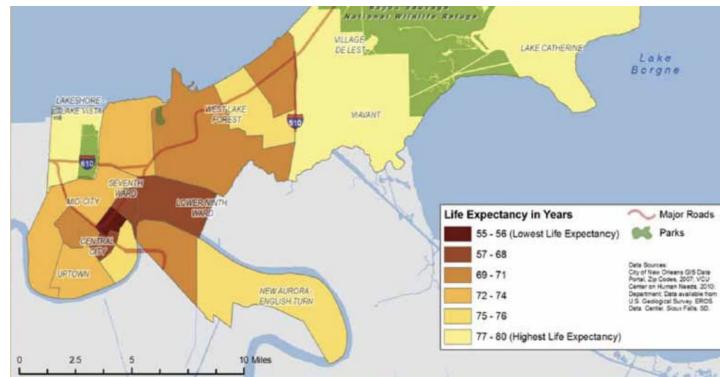 National Wildlife Refuge
VILLAGE
DE LEST
LAKE CATHERINE
Lake
Borgne
LAKESHORE
LAKE VISTA
WEST LAKE
FOREST
510
VIAVANT
610
SEVENTH
WARD
MID-CITY
LOWER NINTH
WARD
CENTRAL
CITY
UPTOWN
NEW AURORA
ENGLISH TURN
0 2.5 5 10 Miles
Life Expectancy in Years
55 - 56 (Lowest Life Expectancy)
57 - 68
69 - 71
72 - 74
75 - 76
77 - 80 (Highest Life Expectancy)
Major Roads
Parks
Data Sources:
City of New Orleans GIS Data
Portal, Zip Codes, 2007; VCU
Center on Human Needs, 2010;
Department; Data available from
U.S. Geological Survey, EROS
Data Center, Sioux Falls, SD.